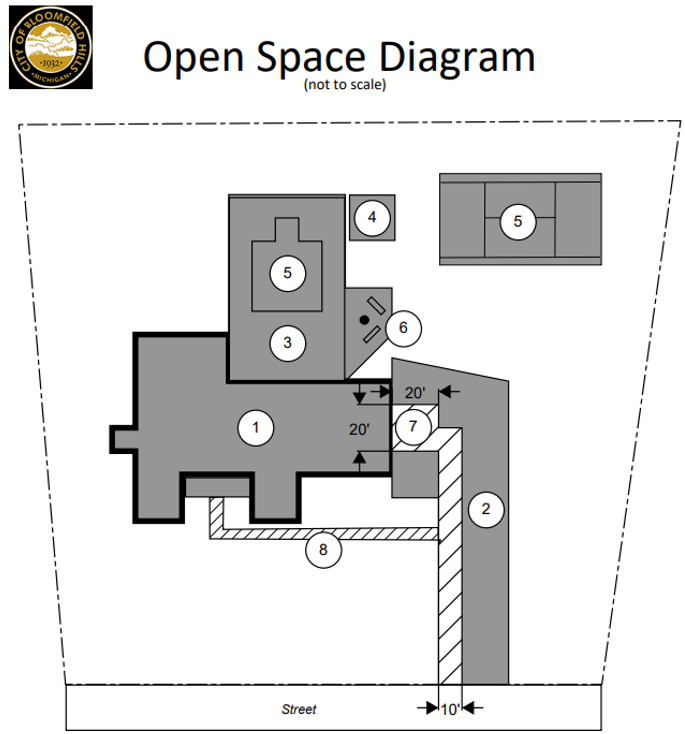 CITY OF BLOOMFIELD HILLS
·1932·
·MICHIGAN·
Open Space Diagram
(not to scale)
4
5
5
6
3
20'
7
1
20'
2
8
Street
10'